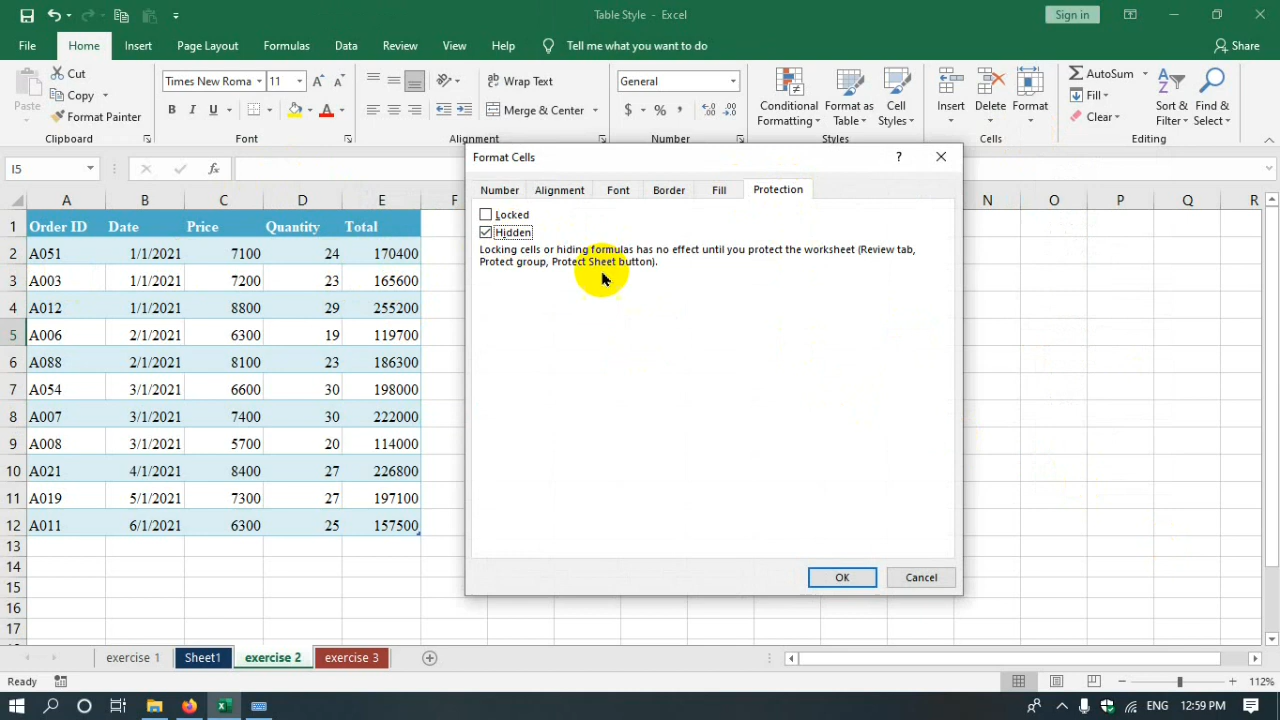 Table Style - Excel
Sign in
File Home Insert Page Layout Formulas Data Review View Help Tell me what you want to do Share
Paste Cut Copy Format Painter
Clipboard
Times New Roma 11
B I U A
Font
Wrap Text
Merge & Center
Alignment
General
$ % ,
Number
Conditional Formatting
Format as Table
Cell Styles
Styles
Insert Delete Format
Cells
AutoSum
Fill
Clear
Sort & Filter
Find & Select
Editing
I5 fx
Format Cells ?
Number Alignment Font Border Fill Protection
Locked
Hidden
Locking cells or hiding formulas has no effect until you protect the worksheet (Review tab,
Protect group, Protect Sheet button).
OK Cancel
A B C D E F N O P Q R
1 Order ID Date Price Quantity Total
2 A051 1/1/2021 7100 24 170400
3 A003 1/1/2021 7200 23 165600
4 A012 1/1/2021 8800 29 255200
5 A006 2/1/2021 6300 19 119700
6 A088 2/1/2021 8100 23 186300
7 A054 3/1/2021 6600 30 198000
8 A007 3/1/2021 7400 30 222000
9 A008 3/1/2021 5700 20 114000
10 A021 4/1/2021 8400 27 226800
11 A019 5/1/2021 7300 27 197100
12 A011 6/1/2021 6300 25 157500
13
14
15
16
17
exercise 1 Sheet1 exercise 2 exercise 3
Ready 112%
ENG 12:59 PM